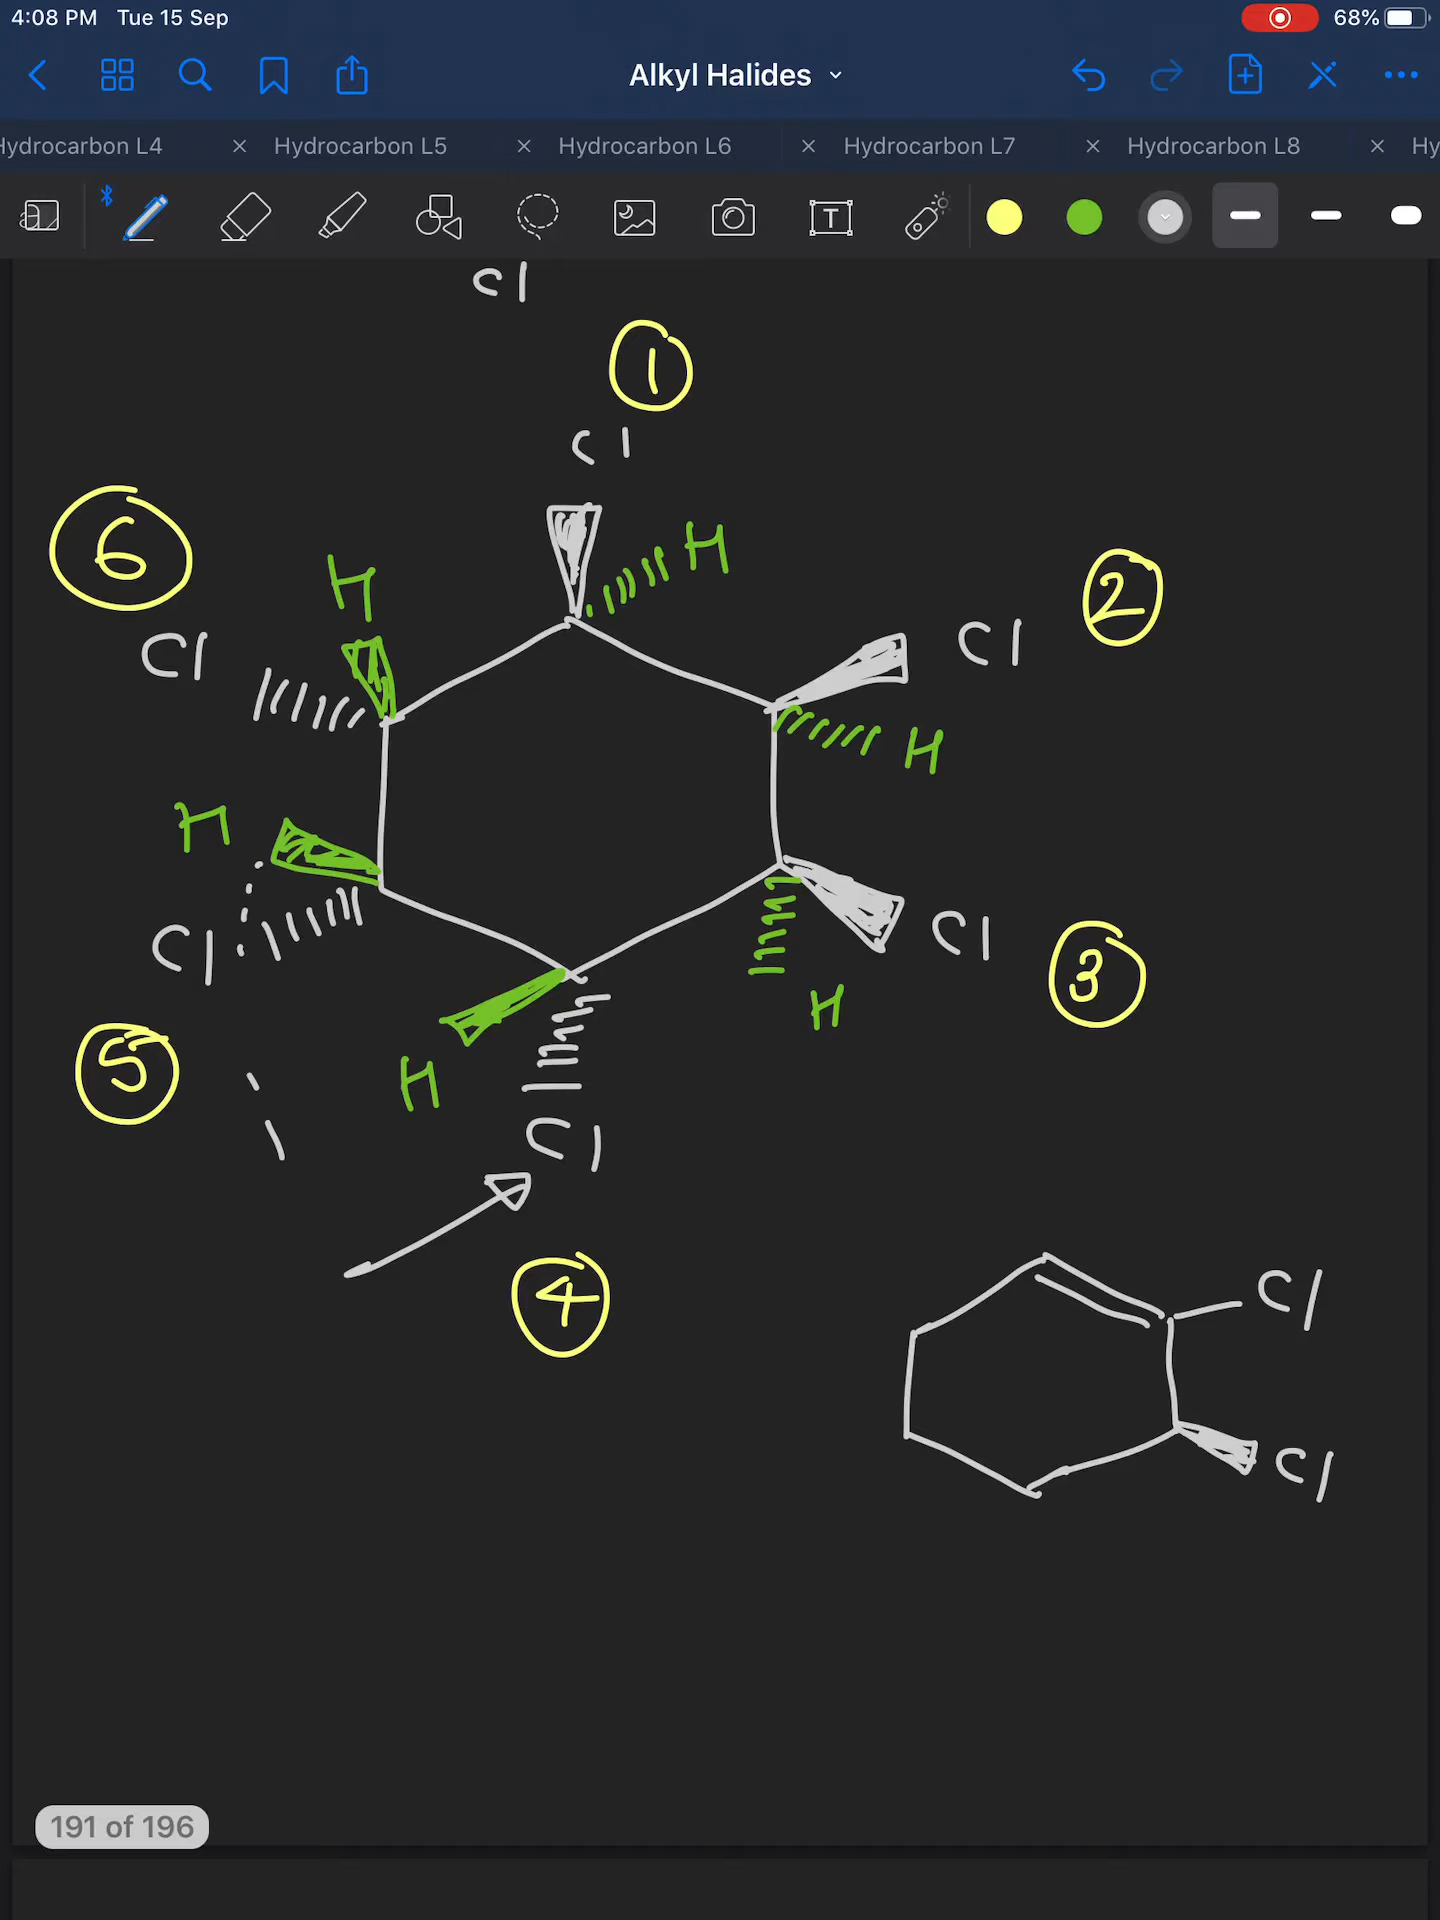 4:08 PM Tue 15 Sep
68%
Alkyl Halides
Hydrocarbon L4
Hydrocarbon L5
Hydrocarbon L6
Hydrocarbon L7
Hydrocarbon L8
Hy
T
Cl
1
Cl
6
H
H
2
Cl
Cl
H
H
Cl
Cl
3
H
5
H
Cl
4
Cl
Cl
191 of 196